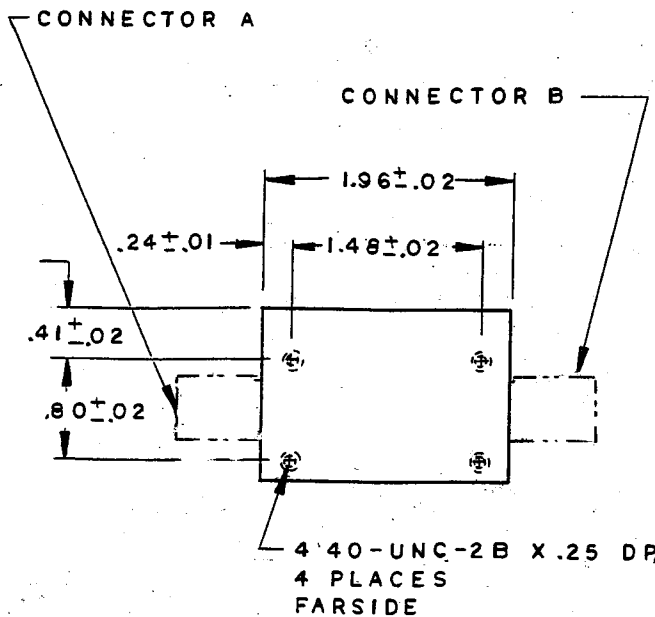 CONNECTOR A
CONNECTOR B
1.96±.02
.24±.01
1.48±.02
.41±.02
.80±.02
4 40-UNC-2B X .25 DP
4 PLACES
FARSIDE